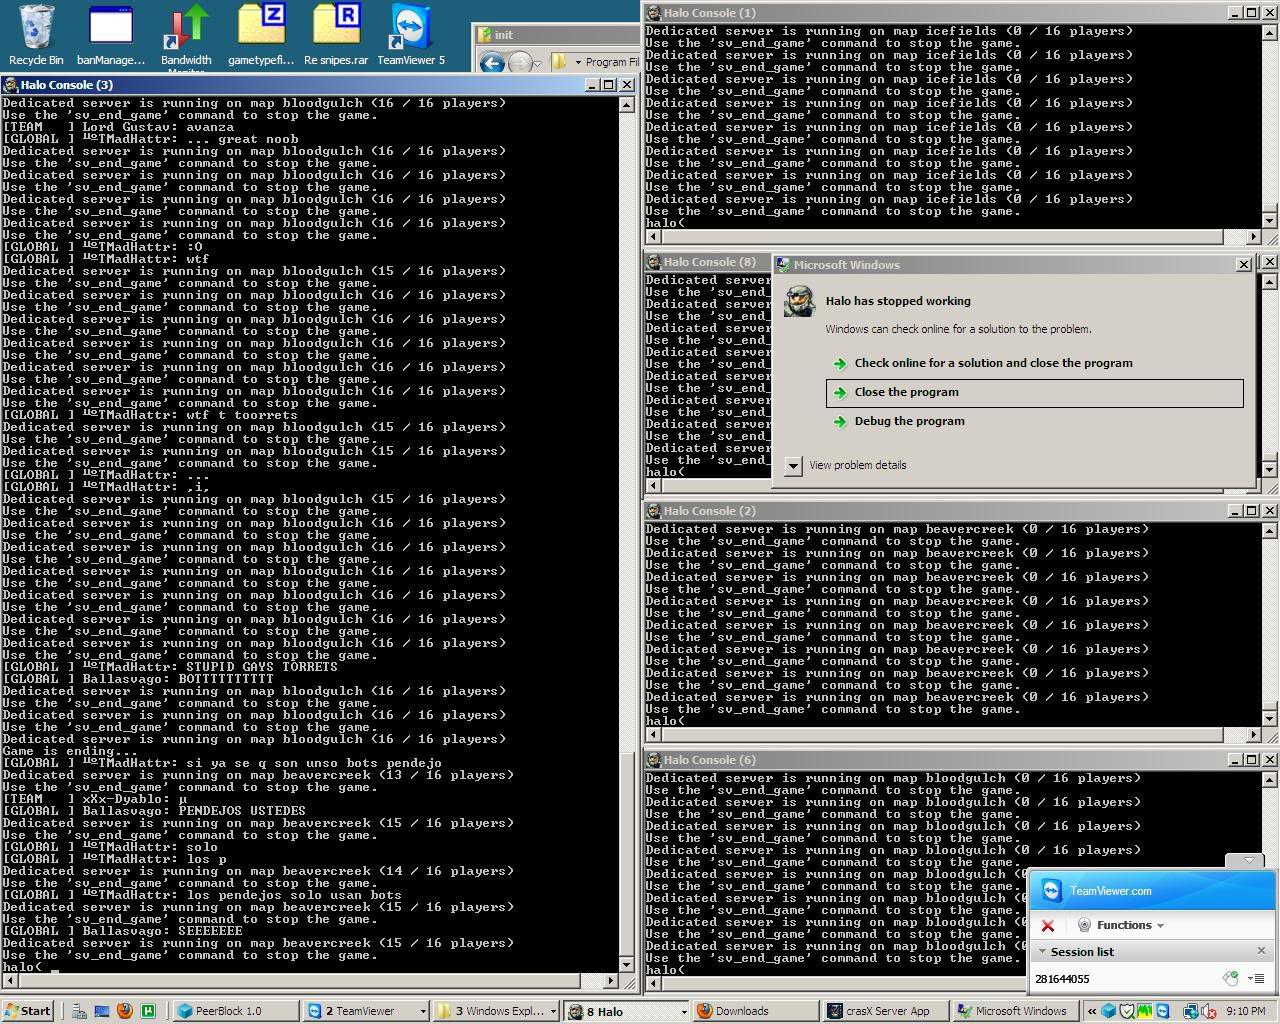 Recycle Bin
banManage...
Bandwidth
Monitor
gametypefi...
Re snipes.rar
TeamViewer 5
init
Program Fil
Halo Console (3)
Dedicated server is running on map bloodgulch (16 / 16 players)
Use the 'sv_end_game' command to stop the game.
[TEAM   ] Lord Gustav: avanza
[GLOBAL ] ºTMadHattr: ... great noob
Dedicated server is running on map bloodgulch (16 / 16 players)
Use the 'sv_end_game' command to stop the game.
Dedicated server is running on map bloodgulch (16 / 16 players)
Use the 'sv_end_game' command to stop the game.
Dedicated server is running on map bloodgulch (16 / 16 players)
Use the 'sv_end_game' command to stop the game.
Dedicated server is running on map bloodgulch (16 / 16 players)
Use the 'sv_end_game' command to stop the game.
[GLOBAL ] ºTMadHattr: :O
[GLOBAL ] ºTMadHattr: wtf
Dedicated server is running on map bloodgulch (15 / 16 players)
Use the 'sv_end_game' command to stop the game.
Dedicated server is running on map bloodgulch (16 / 16 players)
Use the 'sv_end_game' command to stop the game.
Dedicated server is running on map bloodgulch (16 / 16 players)
Use the 'sv_end_game' command to stop the game.
Dedicated server is running on map bloodgulch (16 / 16 players)
Use the 'sv_end_game' command to stop the game.
Dedicated server is running on map bloodgulch (16 / 16 players)
Use the 'sv_end_game' command to stop the game.
Dedicated server is running on map bloodgulch (16 / 16 players)
Use the 'sv_end_game' command to stop the game.
[GLOBAL ] ºTMadHattr: wtf t toorrets
Dedicated server is running on map bloodgulch (15 / 16 players)
Use the 'sv_end_game' command to stop the game.
Dedicated server is running on map bloodgulch (15 / 16 players)
Use the 'sv_end_game' command to stop the game.
[GLOBAL ] ºTMadHattr: ...
[GLOBAL ] ºTMadHattr: ,i,
Dedicated server is running on map bloodgulch (15 / 16 players)
Use the 'sv_end_game' command to stop the game.
Dedicated server is running on map bloodgulch (16 / 16 players)
Use the 'sv_end_game' command to stop the game.
Dedicated server is running on map bloodgulch (16 / 16 players)
Use the 'sv_end_game' command to stop the game.
Dedicated server is running on map bloodgulch (16 / 16 players)
Use the 'sv_end_game' command to stop the game.
Dedicated server is running on map bloodgulch (16 / 16 players)
Use the 'sv_end_game' command to stop the game.
Dedicated server is running on map bloodgulch (16 / 16 players)
Use the 'sv_end_game' command to stop the game.
Dedicated server is running on map bloodgulch (16 / 16 players)
Use the 'sv_end_game' command to stop the game.
[GLOBAL ] ºTMadHattr: STUPID GAYS TORRETS
[GLOBAL ] Ballasvago: BOTTTTTTTTTT
Dedicated server is running on map bloodgulch (16 / 16 players)
Use the 'sv_end_game' command to stop the game.
Dedicated server is running on map bloodgulch (16 / 16 players)
Use the 'sv_end_game' command to stop the game.
Dedicated server is running on map bloodgulch (16 / 16 players)
Game is ending...
[GLOBAL ] ºTMadHattr: si ya se q son unso bots pendejo
Dedicated server is running on map beavercreek (13 / 16 players)
Use the 'sv_end_game' command to stop the game.
[TEAM   ] xXx-Dyablo: µ
[GLOBAL ] Ballasvago: PENDEJOS USTEDES
Dedicated server is running on map beavercreek (15 / 16 players)
Use the 'sv_end_game' command to stop the game.
[GLOBAL ] ºTMadHattr: solo
[GLOBAL ] ºTMadHattr: los p
Dedicated server is running on map beavercreek (14 / 16 players)
Use the 'sv_end_game' command to stop the game.
[GLOBAL ] ºTMadHattr: los pendejos solo usan bots
Dedicated server is running on map beavercreek (15 / 16 players)
Use the 'sv_end_game' command to stop the game.
[GLOBAL ] Ballasvago: SEEEEEEE
Dedicated server is running on map beavercreek (15 / 16 players)
Use the 'sv_end_game' command to stop the game.
halo( _
Halo Console (1)
Dedicated server is running on map icefields (0 / 16 players)
Use the 'sv_end_game' command to stop the game.
Dedicated server is running on map icefields (0 / 16 players)
Use the 'sv_end_game' command to stop the game.
Dedicated server is running on map icefields (0 / 16 players)
Use the 'sv_end_game' command to stop the game.
Dedicated server is running on map icefields (0 / 16 players)
Use the 'sv_end_game' command to stop the game.
Dedicated server is running on map icefields (0 / 16 players)
Use the 'sv_end_game' command to stop the game.
Dedicated server is running on map icefields (0 / 16 players)
Use the 'sv_end_game' command to stop the game.
Dedicated server is running on map icefields (0 / 16 players)
Use the 'sv_end_game' command to stop the game.
Dedicated server is running on map icefields (0 / 16 players)
Use the 'sv_end_game' command to stop the game.
halo(
Halo Console (8)
Dedicated server
Use the 'sv_end_
Dedicated server
Use the 'sv_end_
Dedicated server
Use the 'sv_end_
Dedicated server
Use the 'sv_end_
Dedicated server
Use the 'sv_end_
Dedicated server
Use the 'sv_end_
Dedicated server
Use the 'sv_end_
Dedicated server
Use the 'sv_end_
halo(
Microsoft Windows
Halo has stopped working
Windows can check online for a solution to the problem.
Check online for a solution and close the program
Close the program
Debug the program
View problem details
Halo Console (2)
Dedicated server is running on map beavercreek (0 / 16 players)
Use the 'sv_end_game' command to stop the game.
Dedicated server is running on map beavercreek (0 / 16 players)
Use the 'sv_end_game' command to stop the game.
Dedicated server is running on map beavercreek (0 / 16 players)
Use the 'sv_end_game' command to stop the game.
Dedicated server is running on map beavercreek (0 / 16 players)
Use the 'sv_end_game' command to stop the game.
Dedicated server is running on map beavercreek (0 / 16 players)
Use the 'sv_end_game' command to stop the game.
Dedicated server is running on map beavercreek (0 / 16 players)
Use the 'sv_end_game' command to stop the game.
Dedicated server is running on map beavercreek (0 / 16 players)
Use the 'sv_end_game' command to stop the game.
Dedicated server is running on map beavercreek (0 / 16 players)
Use the 'sv_end_game' command to stop the game.
halo(
Halo Console (6)
Dedicated server is running on map bloodgulch (0 / 16 players)
Use the 'sv_end_game' command to stop the game.
Dedicated server is running on map bloodgulch (0 / 16 players)
Use the 'sv_end_game' command to stop the game.
Dedicated server is running on map bloodgulch (0 / 16 players)
Use the 'sv_end_game' command to stop the game.
Dedicated server is running on map bloodgulch (0 / 16 players)
Use the 'sv_end_game' command to stop the game.
Dedicated server is running on map bloodgulch (0
Use the 'sv_end_game' command to stop the game.
Dedicated server is running on map bloodgulch (0
Use the 'sv_end_game' command to stop the game.
Dedicated server is running on map bloodgulch (0
Use the 'sv_end_game' command to stop the game.
Dedicated server is running on map bloodgulch (0
Use the 'sv_end_game' command to stop the game.
halo(
TeamViewer.com
Functions
Session list
281644055
Start
PeerBlock 1.0
2 TeamViewer
3 Windows Expl...
8 Halo
Downloads
crasX Server App
Microsoft Windows
9:10 PM